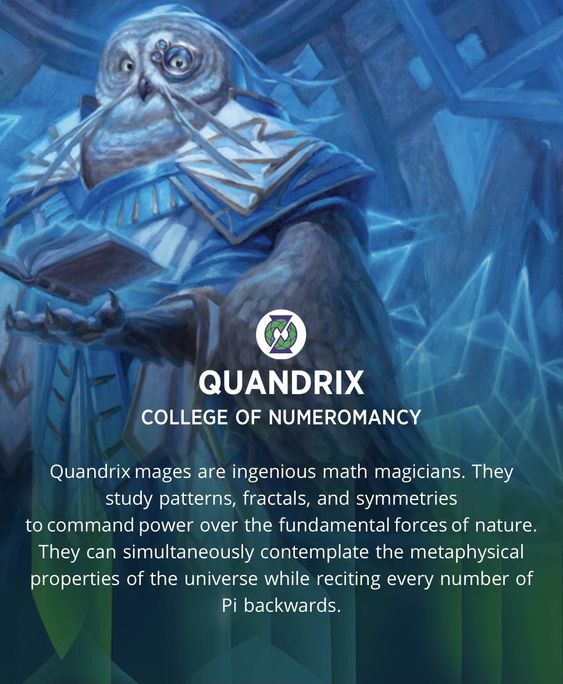 QUANDRIX
COLLEGE OF NUMEROMANCY
Quandrix mages are ingenious math magicians. They
study patterns, fractals, and symmetries
to command power over the fundamental forces of nature.
They can simultaneously contemplate the metaphysical
properties of the universe while reciting every number of
Pi backwards.